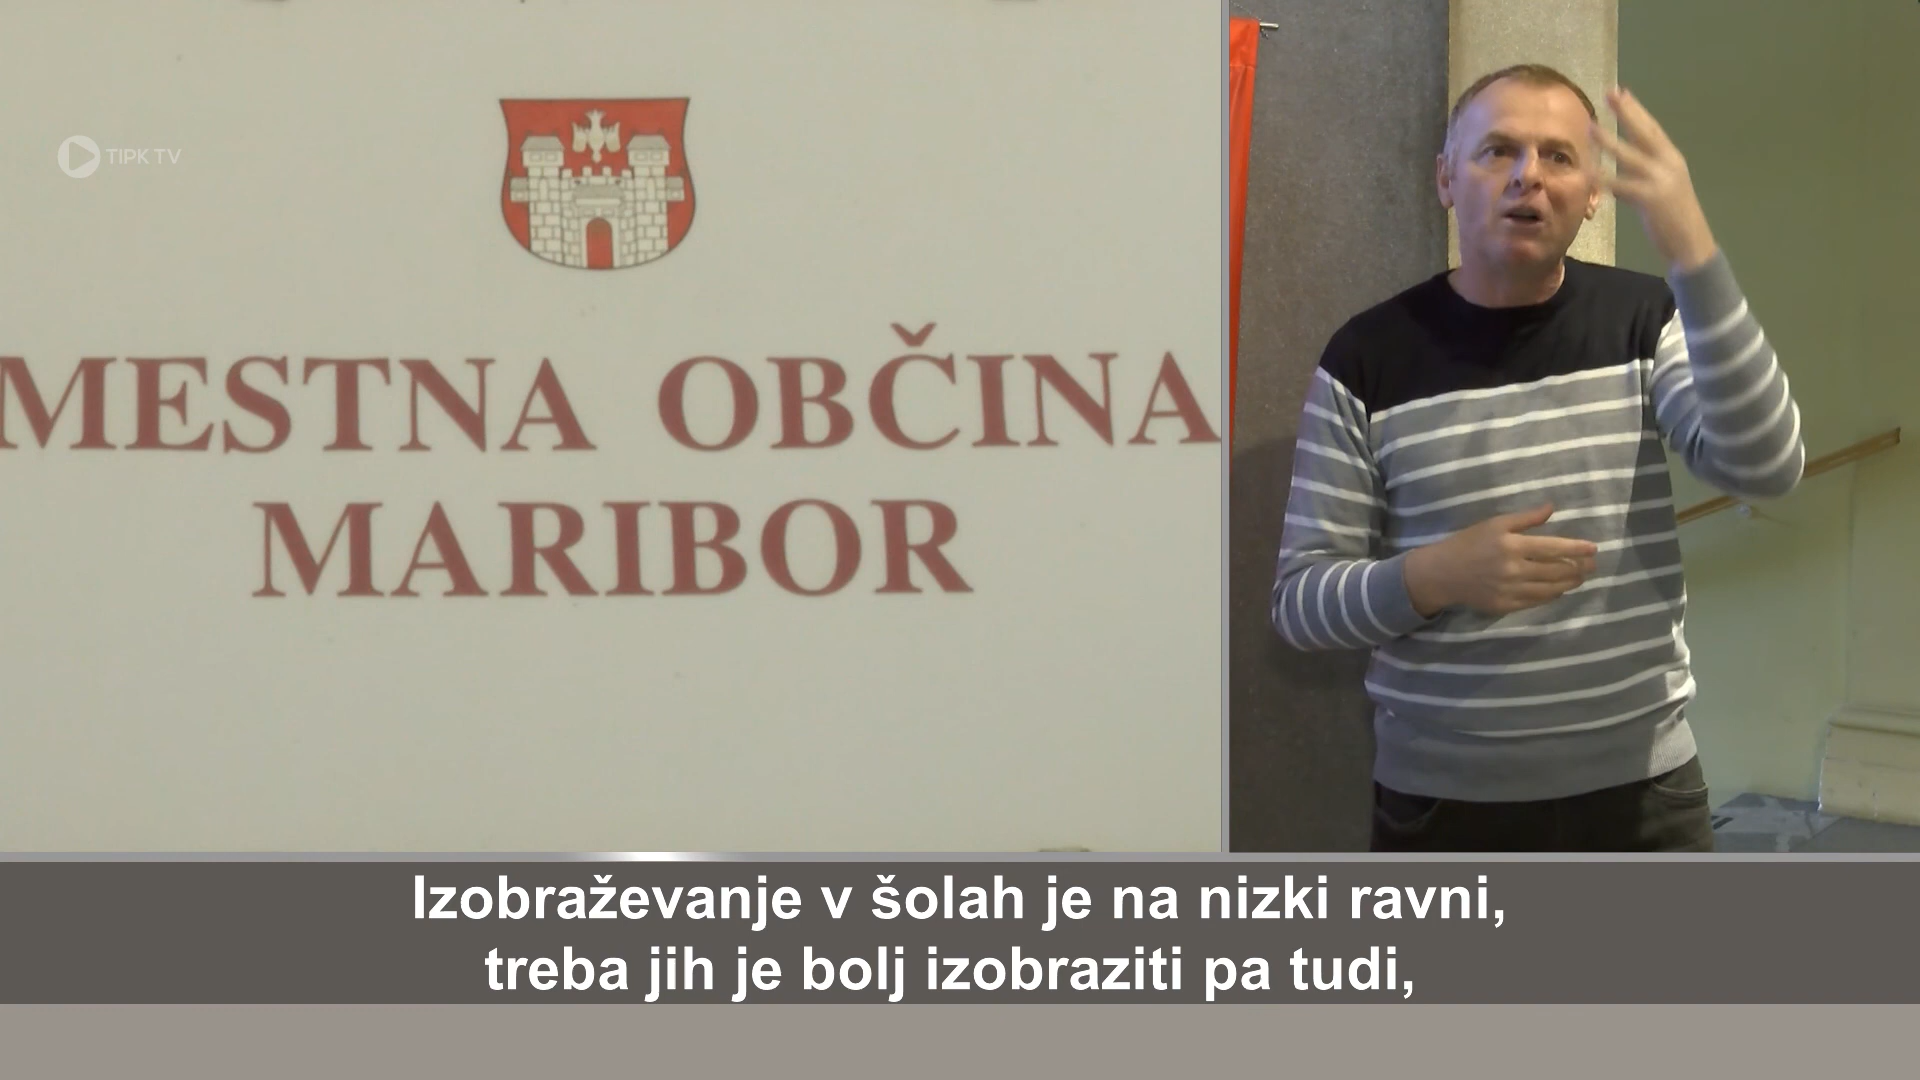 TIPK TV
MESTNA OBČINA
MARIBOR
Izobraževanje v šolah je na nizki ravni,
treba jih je bolj izobraziti pa tudi,